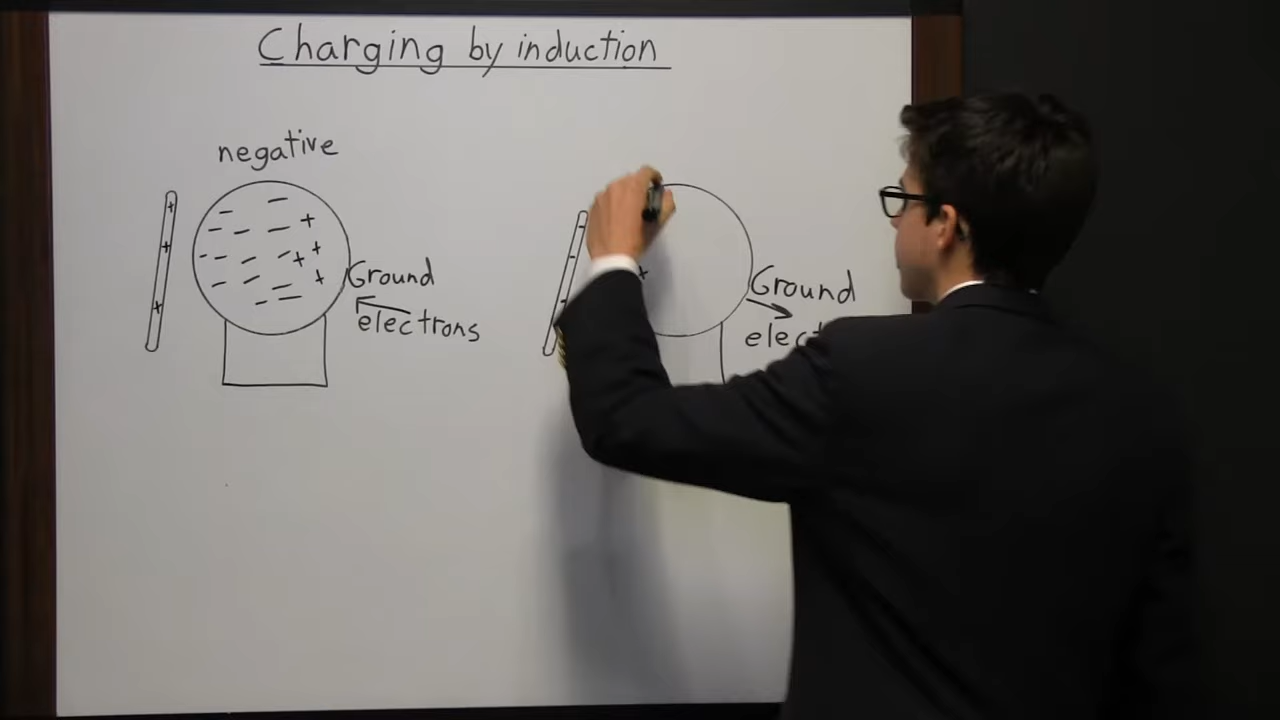 Charging by induction
negative
Ground
electrons
Ground